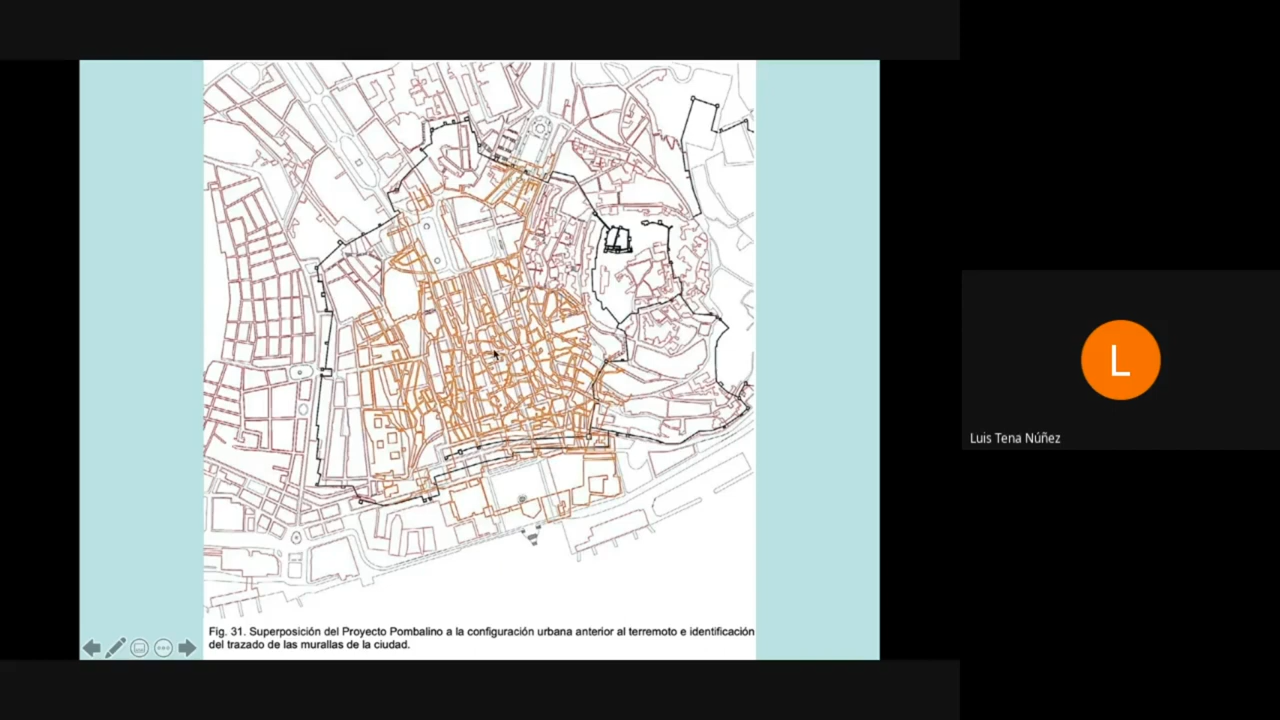 L
Luis Tena Núñez
Fig. 31. Superposición del Proyecto Pombalino a la configuración urbana anterior al terremoto e identificación
del trazado de las murallas de la ciudad.